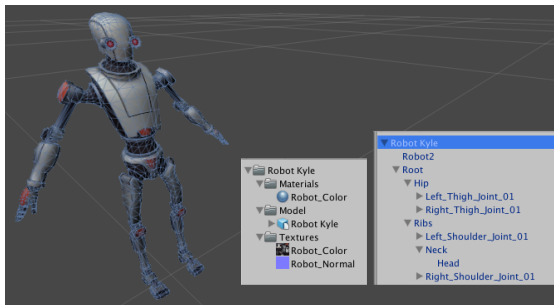 Robot Kyle
Materials
Robot_Color
Model
Robot Kyle
Textures
Robot_Color
Robot_Normal
Robot Kyle
Robot2
Root
Hip
Left_Thigh_Joint_01
Right_Thigh_Joint_01
Ribs
Left_Shoulder_Joint_01
Neck
Head
Right_Shoulder_Joint_01